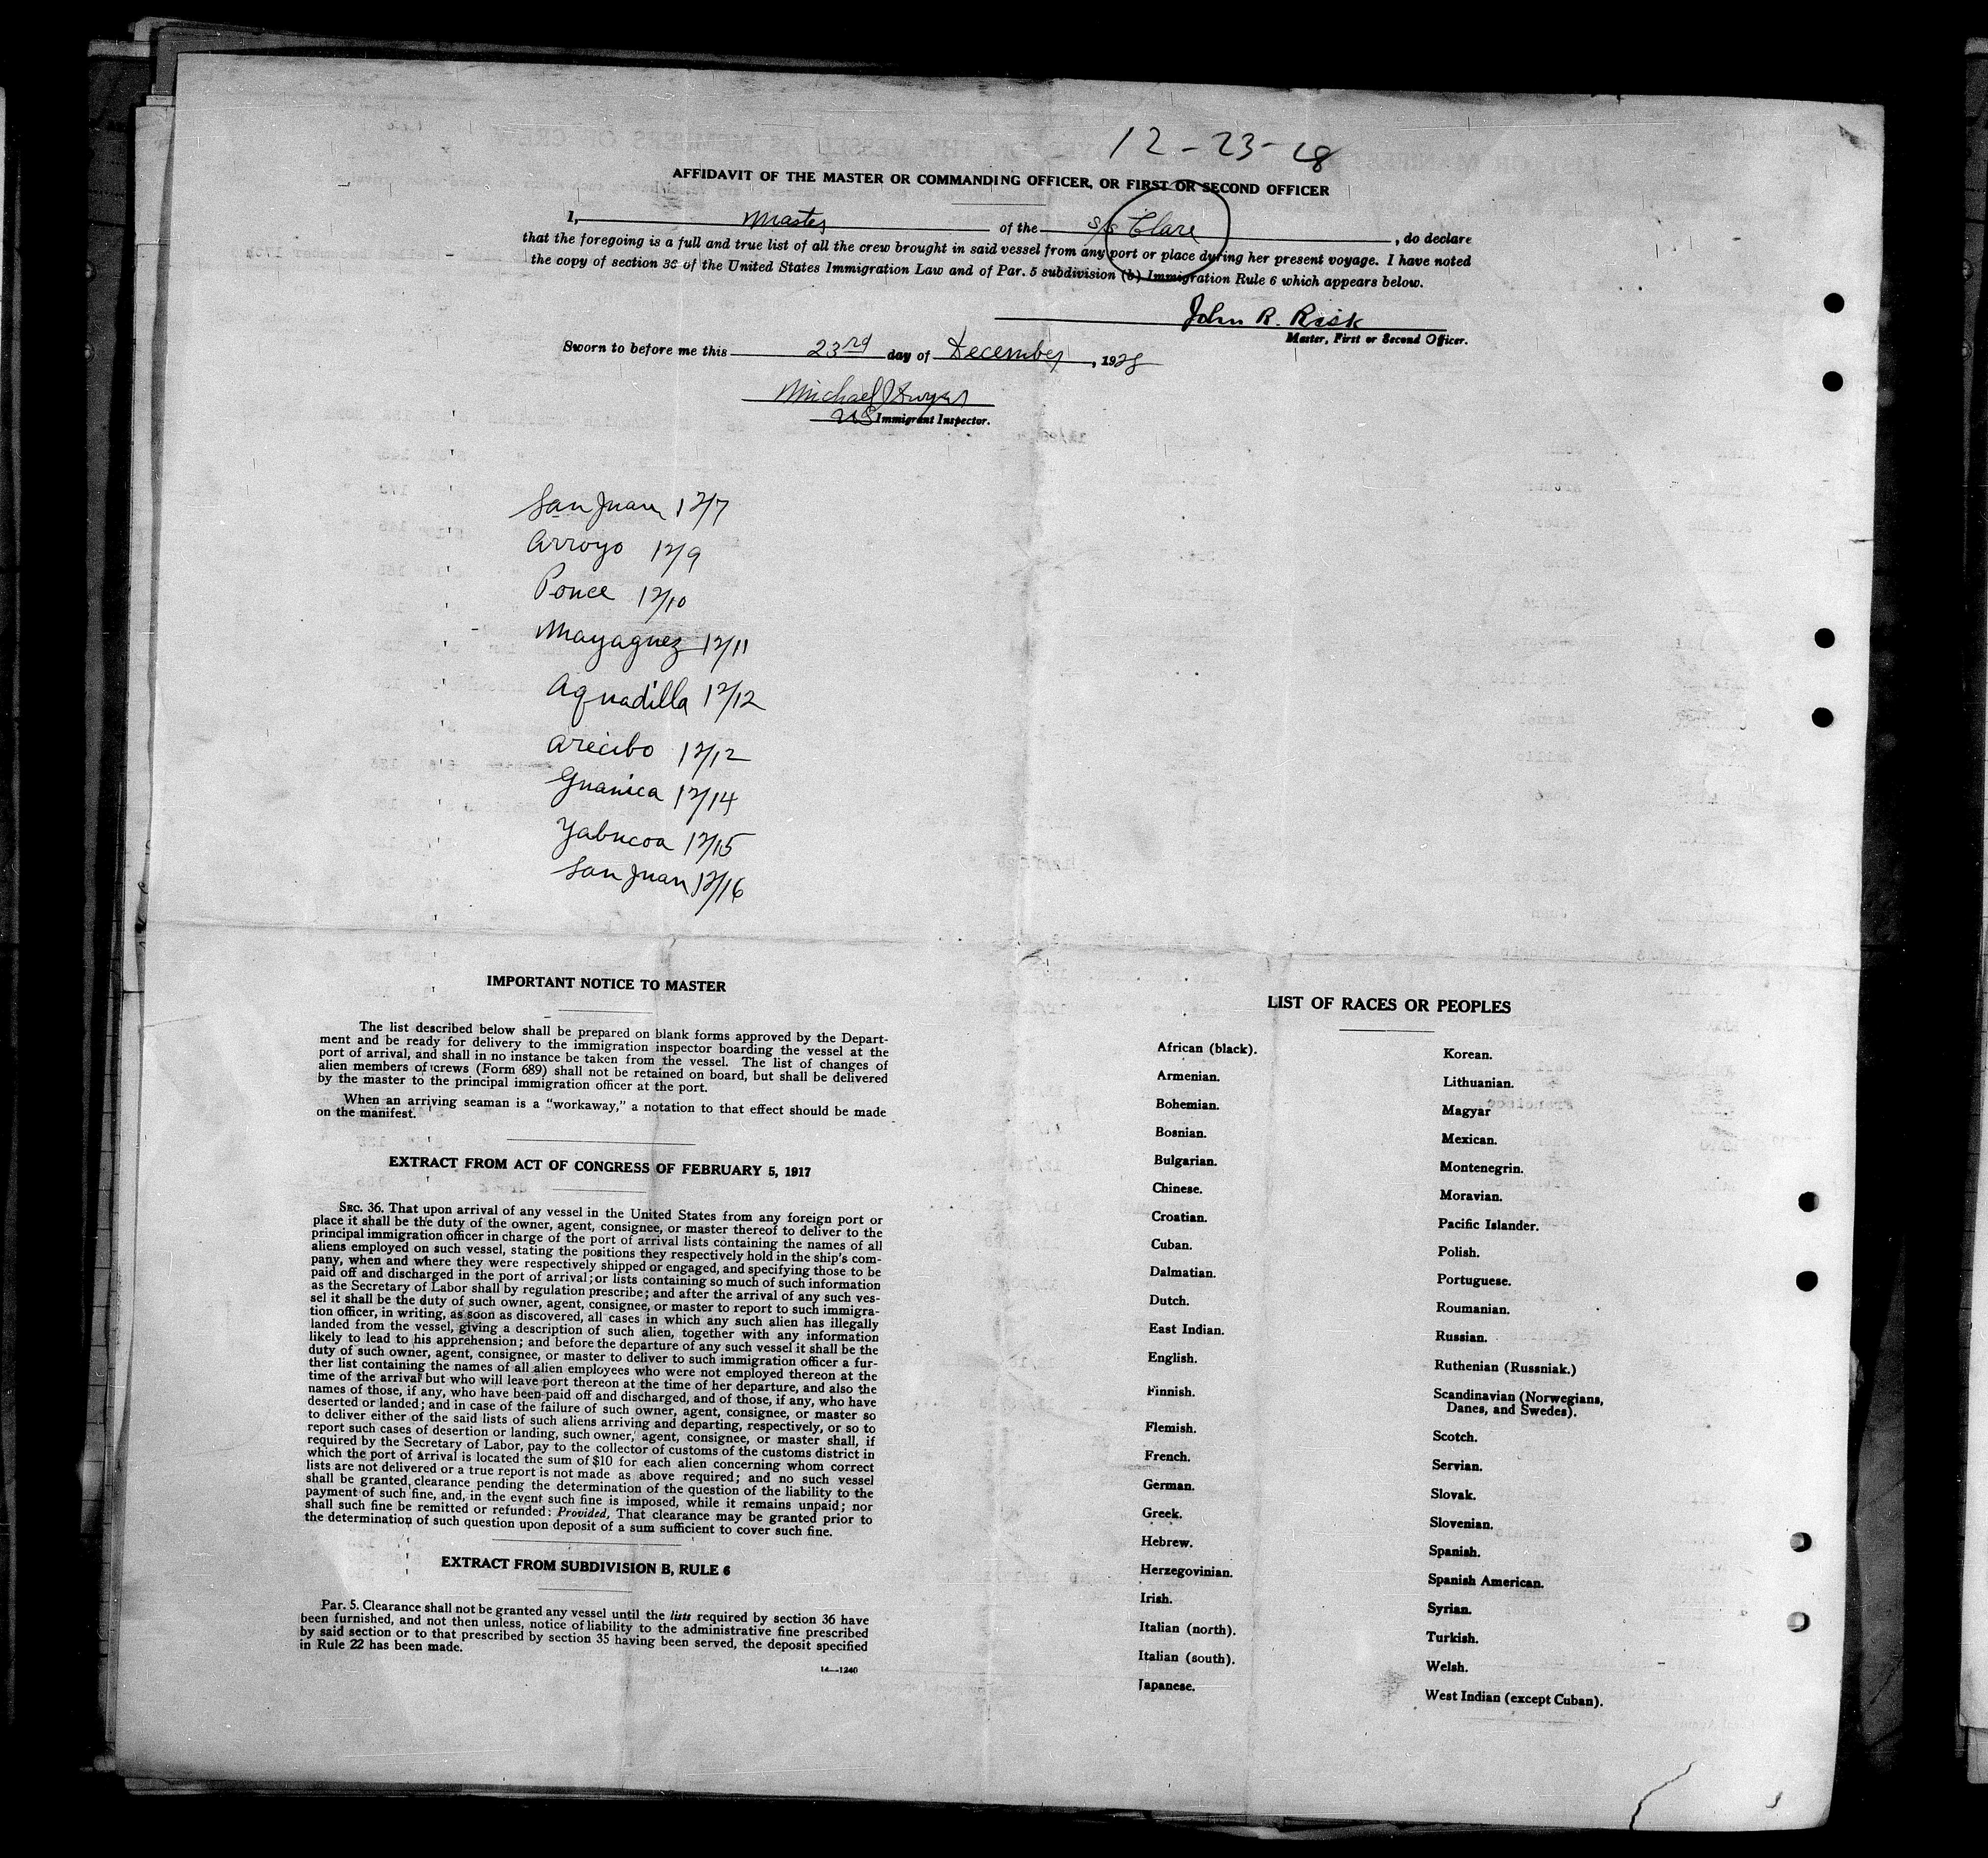 12-23-28
AFFIDAVIT OF THE MASTER OR COMMANDING OFFICER, OR FIRST OR SECOND OFFICER
I, Master of the S/S Clare, do declare
that the foregoing is a full and true list of all the crew brought in said vessel from any port or place during her present voyage. I have noted
the copy of section 36 of the United States Immigration Law and of Par. 5 subdivision (b) Immigration Rule 6 which appears below.
John R. Risk
Master, First or Second Officer.
Sworn to before me this 23rd day of December, 1928
Michael Dwyer
US Immigrant Inspector.
San Juan 12/7
Arroyo 12/9
Ponce 12/10
Mayaguez 12/11
Aguadilla 12/12
Arecibo 12/12
Guanica 12/14
Yabucoa 12/15
San Juan 12/16
IMPORTANT NOTICE TO MASTER
The list described below shall be prepared on blank forms approved by the Depart-
ment and be ready for delivery to the immigration inspector boarding the vessel at the
port of arrival, and shall in no instance be taken from the vessel. The list of changes of
alien members of crews (Form 689) shall not be retained on board, but shall be delivered
by the master to the principal immigration officer at the port.
When an arriving seaman is a "workaway," a notation to that effect should be made
on the manifest.
EXTRACT FROM ACT OF CONGRESS OF FEBRUARY 5, 1917
SEC. 36. That upon arrival of any vessel in the United States from any foreign port or
place it shall be the duty of the owner, agent, consignee, or master thereof to deliver to the
principal immigration officer in charge of the port of arrival lists containing the names of all
aliens employed on such vessel, stating the positions they respectively hold in the ship's com-
pany, when and where they were respectively shipped or engaged, and specifying those to be
paid off and discharged in the port of arrival; or lists containing so much of such information
as the Secretary of Labor shall by regulation prescribe; and after the arrival of any such ves-
sel it shall be the duty of such owner, agent, consignee, or master to report to such immigra-
tion officer, in writing, as soon as discovered, all cases in which any such alien has illegally
landed from the vessel, giving a description of such alien, together with any information
likely to lead to his apprehension; and before the departure of any such vessel it shall be the
duty of such owner, agent, consignee, or master to deliver to such immigration officer a fur-
ther list containing the names of all alien employees who were not employed thereon at the
time of the arrival but who will leave port thereon at the time of her departure, and also the
names of those, if any, who have been paid off and discharged, and of those, if any, who have
deserted or landed; and in case of the failure of such owner, agent, consignee, or master so
to deliver either of the said lists of such aliens arriving and departing, respectively, or so to
report such cases of desertion or landing, such owner, agent, consignee, or master shall, if
required by the Secretary of Labor, pay to the collector of customs of the customs district in
which the port of arrival is located the sum of $10 for each alien concerning whom correct
lists are not delivered or a true report is not made as above required; and no such vessel
shall be granted clearance pending the determination of the question of the liability to the
payment of such fine, and, in the event such fine is imposed, while it remains unpaid; nor
shall such fine be remitted or refunded: Provided, That clearance may be granted prior to
the determination of such question upon deposit of a sum sufficient to cover such fine.
EXTRACT FROM SUBDIVISION B, RULE 6
Par. 5. Clearance shall not be granted any vessel until the lists required by section 36 have
been furnished, and not then unless, notice of liability to the administrative fine prescribed
by said section or to that prescribed by section 35 having been served, the deposit specified
in Rule 22 has been made.
14—1240
LIST OF RACES OR PEOPLES
African (black).
Armenian.
Bohemian.
Bosnian.
Bulgarian.
Chinese.
Croatian.
Cuban.
Dalmatian.
Dutch.
East Indian.
English.
Finnish.
Flemish.
French.
German.
Greek.
Hebrew.
Herzegovinian.
Irish.
Italian (north).
Italian (south).
Japanese.
Korean.
Lithuanian.
Magyar
Mexican.
Montenegrin.
Moravian.
Pacific Islander.
Polish.
Portuguese.
Roumanian.
Russian.
Ruthenian (Russniak.)
Scandinavian (Norwegians,
Danes, and Swedes).
Scotch.
Servian.
Slovak.
Slovenian.
Spanish.
Spanish American.
Syrian.
Turkish.
Welsh.
West Indian (except Cuban).